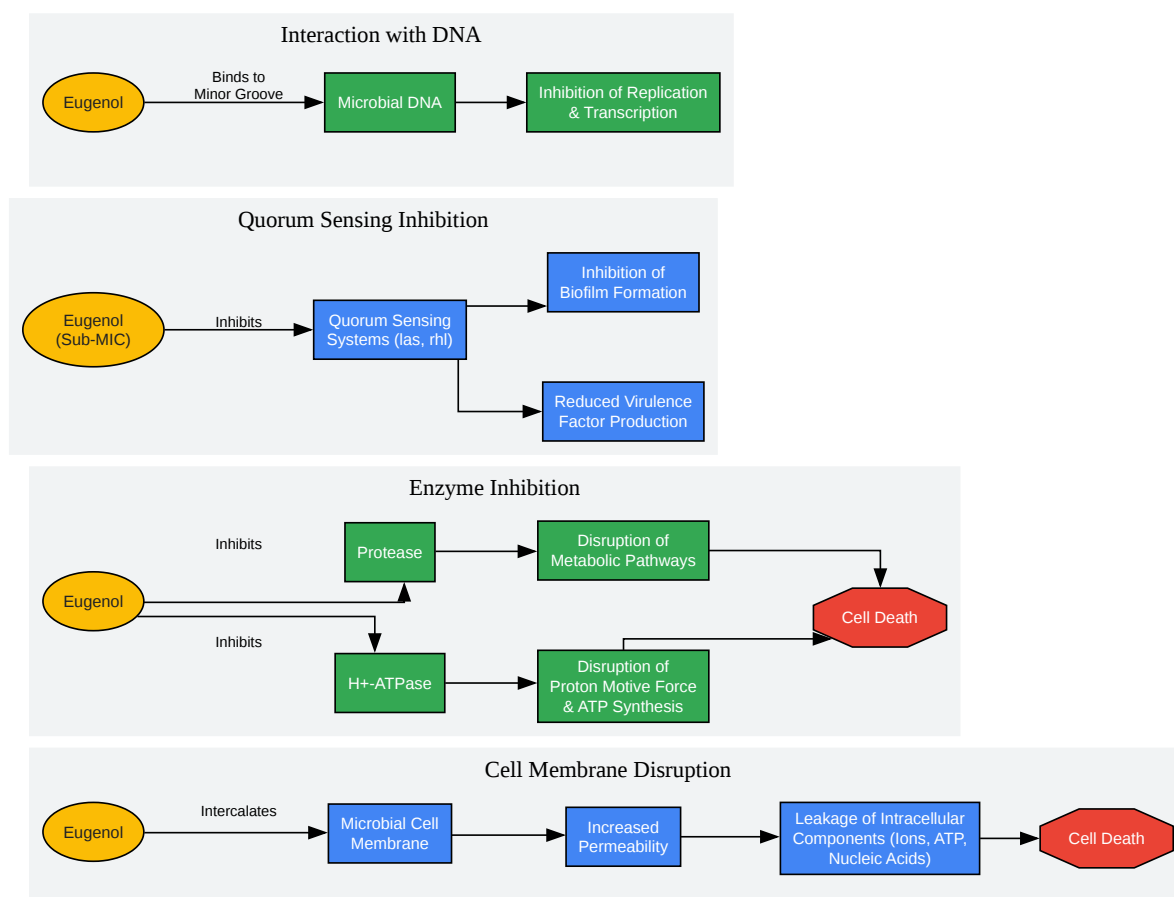 Interaction with DNA
Eugenol
Binds to
Minor Groove
Microbial DNA
Inhibition of Replication
& Transcription
Quorum Sensing Inhibition
Eugenol
(Sub-MIC)
Inhibits
Quorum Sensing
Systems (las, rhl)
Inhibition of
Biofilm Formation
Reduced Virulence
Factor Production
Enzyme Inhibition
Eugenol
Inhibits
Protease
Disruption of
Metabolic Pathways
Inhibits
H+-ATPase
Disruption of
Proton Motive Force
& ATP Synthesis
Cell Death
Cell Membrane Disruption
Eugenol
Intercalates
Microbial Cell
Membrane
Increased
Permeability
Leakage of Intracellular
Components (Ions, ATP,
Nucleic Acids)
Cell Death